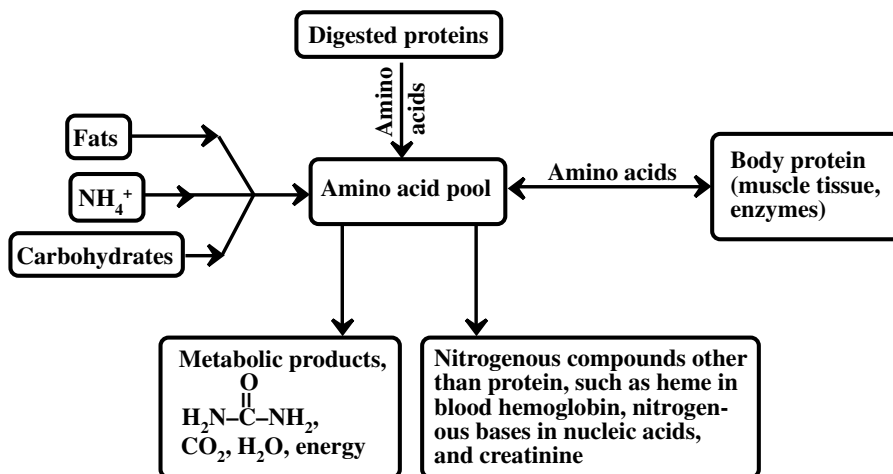 Digested proteins
Amino
acids
Fats
NH₄⁺
Carbohydrates
Amino acid pool
Amino acids
Body protein
(muscle tissue,
enzymes)
Metabolic products,
O
H₂N–C–NH₂,
CO₂, H₂O, energy
Nitrogenous compounds other
than protein, such as heme in
blood hemoglobin, nitrogen-
ous bases in nucleic acids,
and creatinine